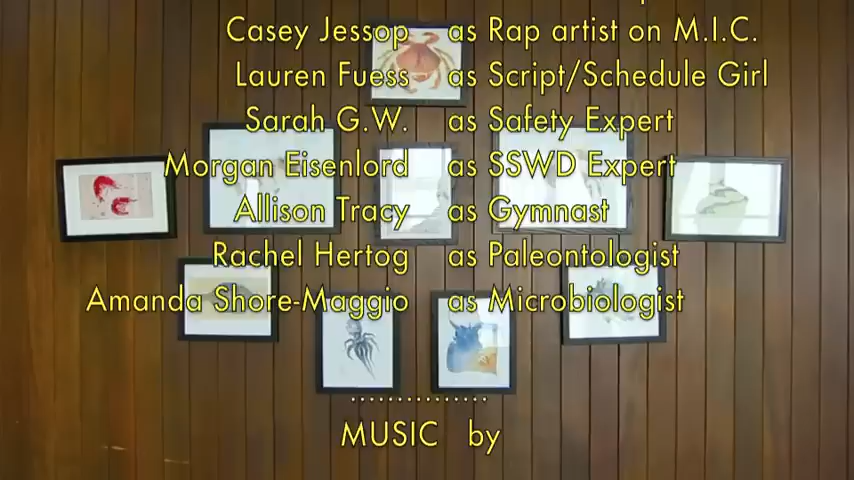 Casey Jessop as Rap artist on M.I.C.
Lauren Fuess as Script/Schedule Girl
Sarah G.W. as Safety Expert
Morgan Eisenlord as SSWD Expert
Allison Tracy as Gymnast
Rachel Hertog as Paleontologist
Amanda Shore-Maggio as Microbiologist
...............
MUSIC by